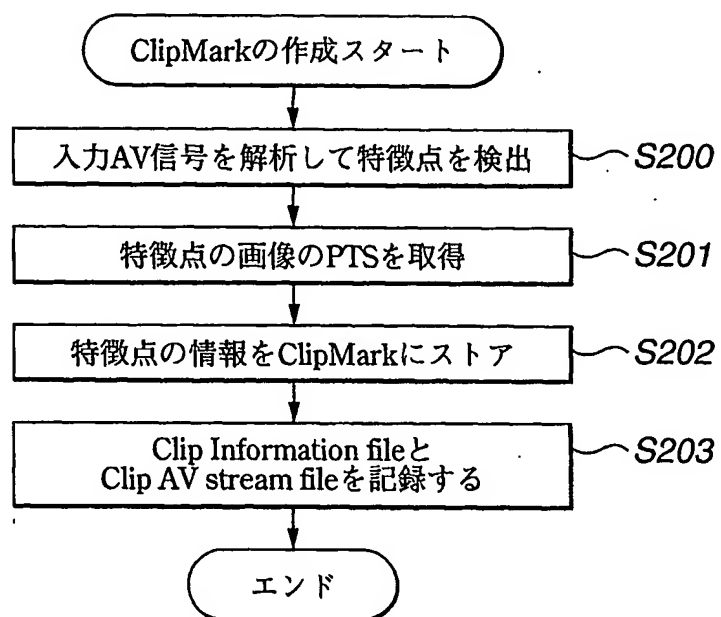 ClipMarkの作成スタート
入力AV信号を解析して特徴点を検出
S200
特徴点の画像のPTSを取得
S201
特徴点の情報をClipMarkにストア
S202
Clip Information fileと
Clip AV stream fileを記録する
S203
エンド